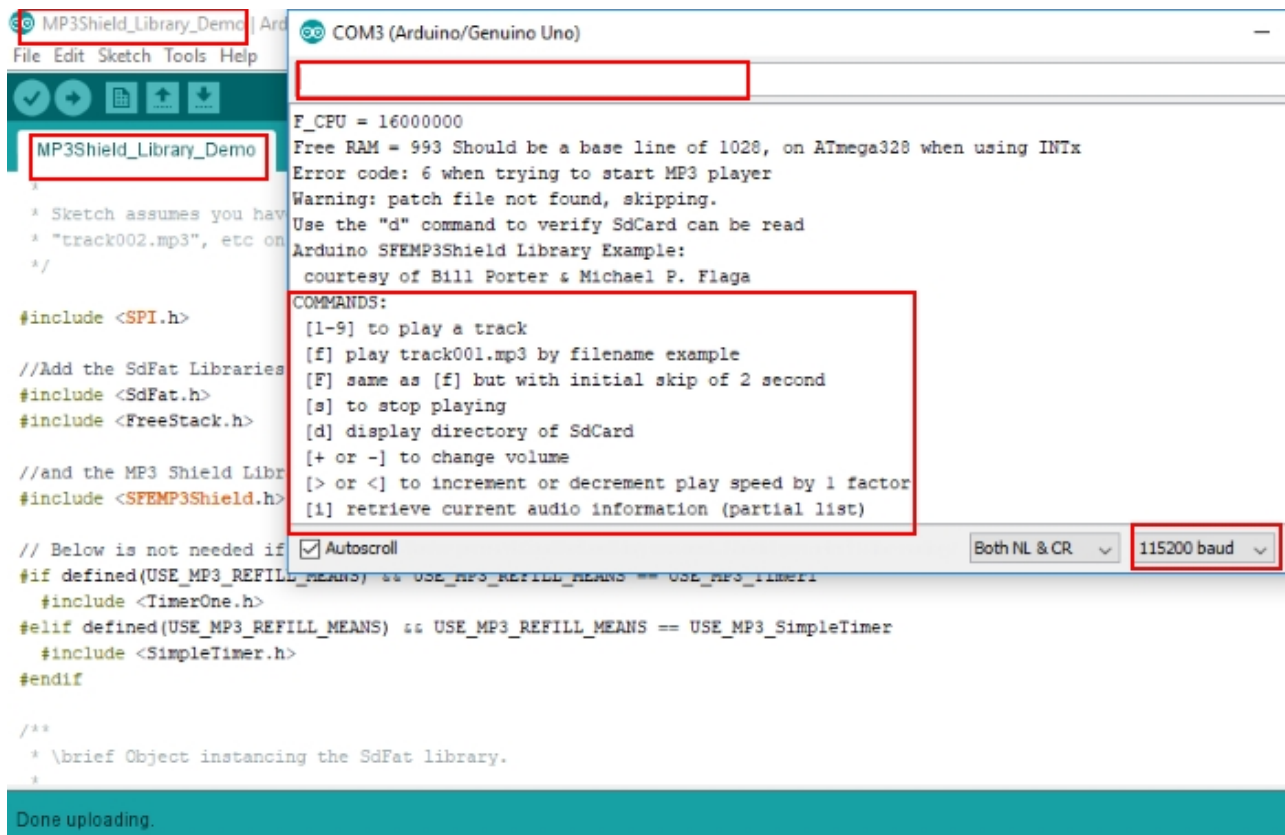 MP3Shield_Library_Demo | Ard
File Edit Sketch Tools Help
MP3Shield_Library_Demo
*
* Sketch assumes you hav
* "track002.mp3", etc on
*/
#include <SPI.h>
//Add the SdFat Libraries
#include <SdFat.h>
#include <FreeStack.h>
//and the MP3 Shield Libr
#include <SFEMP3Shield.h>
// Below is not needed if
#if defined(USE_MP3_REFILL_MEANS) && USE_MP3_REFILL_MEANS == USE_MP3_Timer1
#include <TimerOne.h>
#elif defined(USE_MP3_REFILL_MEANS) && USE_MP3_REFILL_MEANS == USE_MP3_SimpleTimer
#include <SimpleTimer.h>
#endif
/**
* \brief Object instancing the SdFat library.
*
Done uploading.
COM3 (Arduino/Genuino Uno)
F_CPU = 16000000
Free RAM = 993 Should be a base line of 1028, on ATmega328 when using INTx
Error code: 6 when trying to start MP3 player
Warning: patch file not found, skipping.
Use the "d" command to verify SdCard can be read
Arduino SFEMP3Shield Library Example:
courtesy of Bill Porter & Michael P. Flaga
COMMANDS:
[1-9] to play a track
[f] play track001.mp3 by filename example
[F] same as [f] but with initial skip of 2 second
[s] to stop playing
[d] display directory of SdCard
[+ or -] to change volume
[> or <] to increment or decrement play speed by 1 factor
[i] retrieve current audio information (partial list)
Autoscroll
Both NL & CR
115200 baud